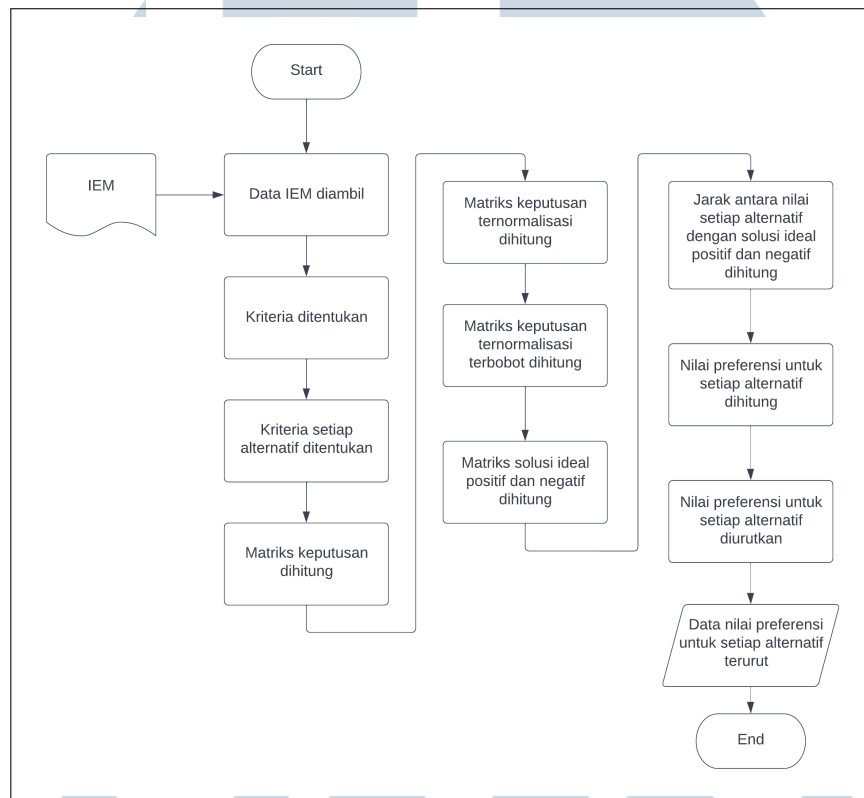 Start
IEM
Data IEM diambil
Kriteria ditentukan
Kriteria setiap
alternatif ditentukan
Matriks keputusan
dihitung
Matriks keputusan
ternormalisasi
dihitung
Matriks keputusan
ternormalisasi
terbobot dihitung
Matriks solusi ideal
positif dan negatif
dihitung
Jarak antara nilai
setiap alternatif
dengan solusi ideal
positif dan negatif
dihitung
Nilai preferensi untuk
setiap alternatif
dihitung
Nilai preferensi untuk
setiap alternatif
diurutkan
Data nilai preferensi
untuk setiap alternatif
terurut
End